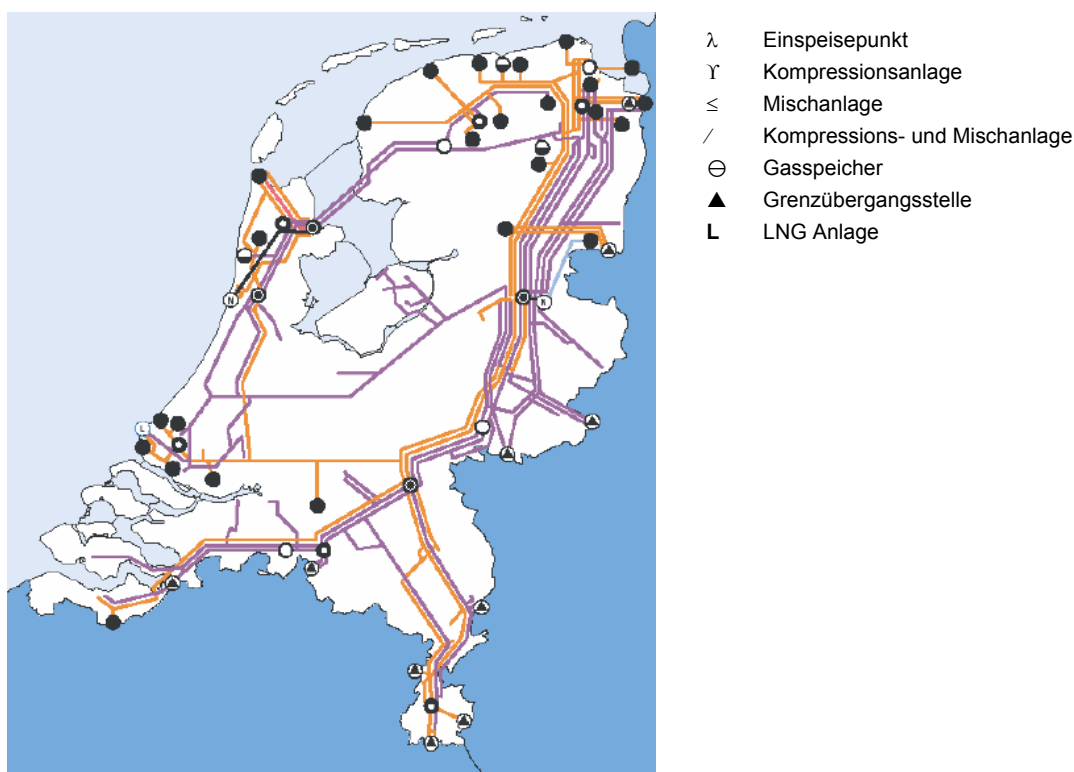 λ Einspeisepunkt
ϒ Kompressionsanlage
≤ Mischanlage
⁄ Kompressions- und Mischanlage
⊖ Gasspeicher
▲ Grenzübergangsstelle
L LNG Anlage
N
N
L